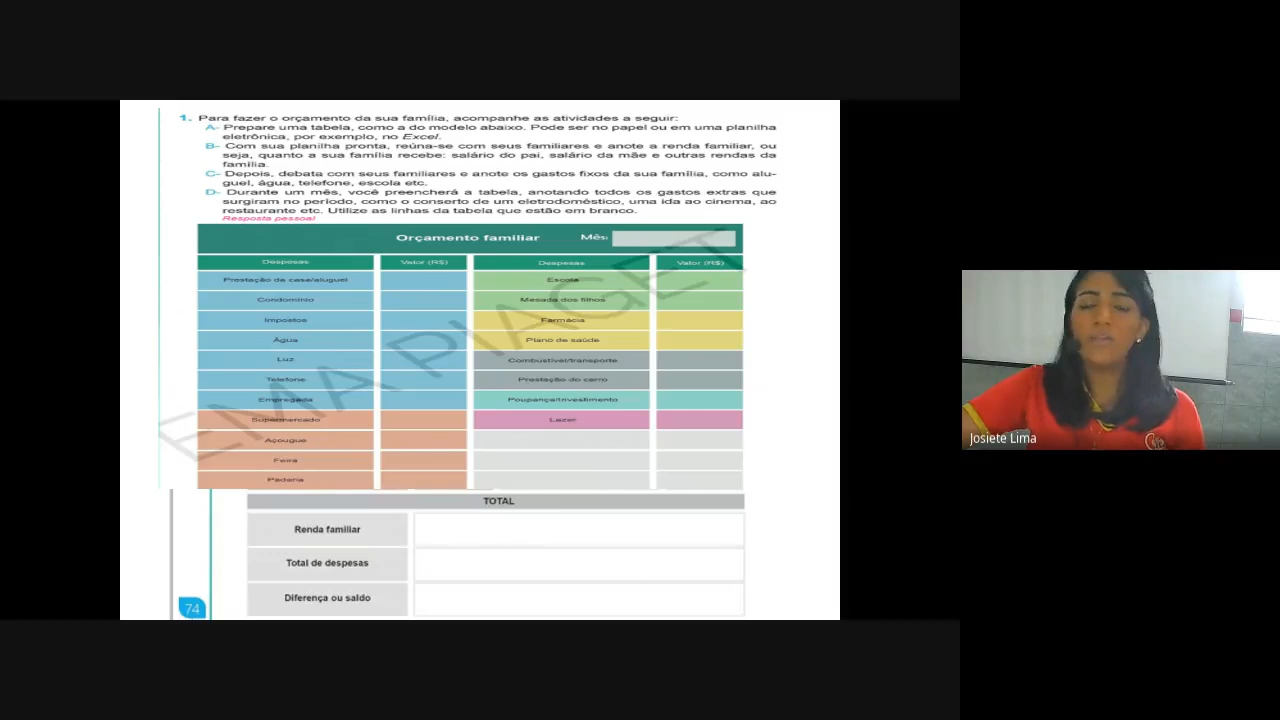 1. Para fazer o orçamento da sua família, acompanhe as atividades a seguir:
A- Prepare uma tabela, como a do modelo abaixo. Pode ser no papel ou em uma planilha
eletrônica, por exemplo, no Excel.
B- Com sua planilha pronta, reúna-se com seus familiares e anote a renda familiar, ou
seja, quanto a sua família recebe: salário do pai, salário da mãe e outras rendas da
família.
C- Depois, debata com seus familiares e anote os gastos fixos da sua família, como alu-
guel, água, telefone, escola etc.
D- Durante um mês, você preencherá a tabela, anotando todos os gastos extras que
surgiram no período, como o conserto de um eletrodoméstico, uma ida ao cinema, ao
restaurante etc. Utilize as linhas da tabela que estão em branco.
Resposta pessoal
Orçamento familiar Mês:
Despesas Valor (R$) Despesas Valor (R$)
Prestação da casa/aluguel Escola
Condomínio Mesada dos filhos
Impostos Farmácia
Água Plano de saúde
Luz Combustível/transporte
Telefone Prestação do carro
Empregada Poupança/investimento
Supermercado Lazer
Açougue
Feira
Padaria
EMA PIAGET
TOTAL
Renda familiar
Total de despesas
Diferença ou saldo
74
Josiete Lima